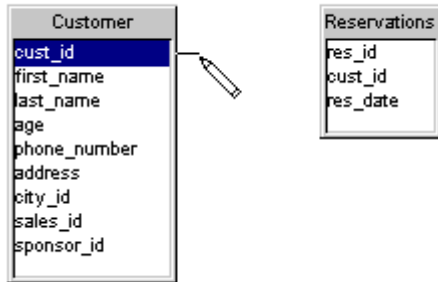 Customer
cust_id
first_name
last_name
age
phone_number
address
city_id
sales_id
sponsor_id
Reservations
res_id
cust_id
res_date